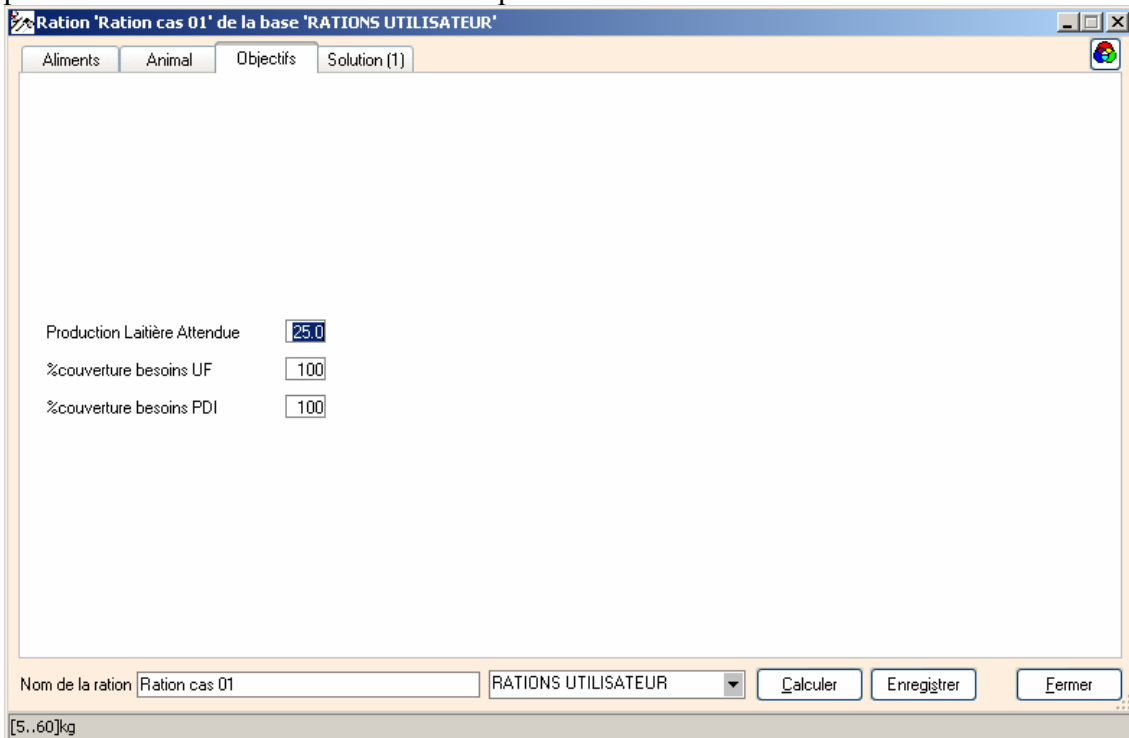 Ration 'Ration cas 01' de la base 'RATIONS UTILISATEUR'
Aliments Animal Objectifs Solution (1)
Production Laitière Attendue 25.0
%couverture besoins UF 100
%couverture besoins PDI 100
Nom de la ration Ration cas 01 RATIONS UTILISATEUR Calculer Enregistrer Fermer
[5..60]kg